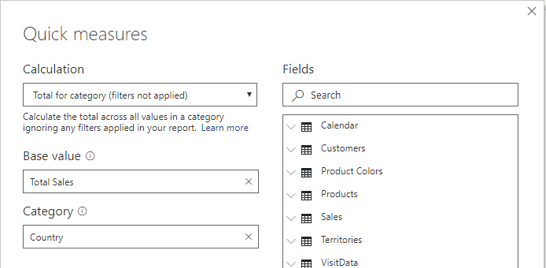 Quick measures
Calculation
Total for category (filters not applied)
Calculate the total across all values in a category
ignoring any filters applied in your report. Learn more
Base value
Total Sales
Category
Country
Fields
Search
Calendar
Customers
Product Colors
Products
Sales
Territories
VisitData